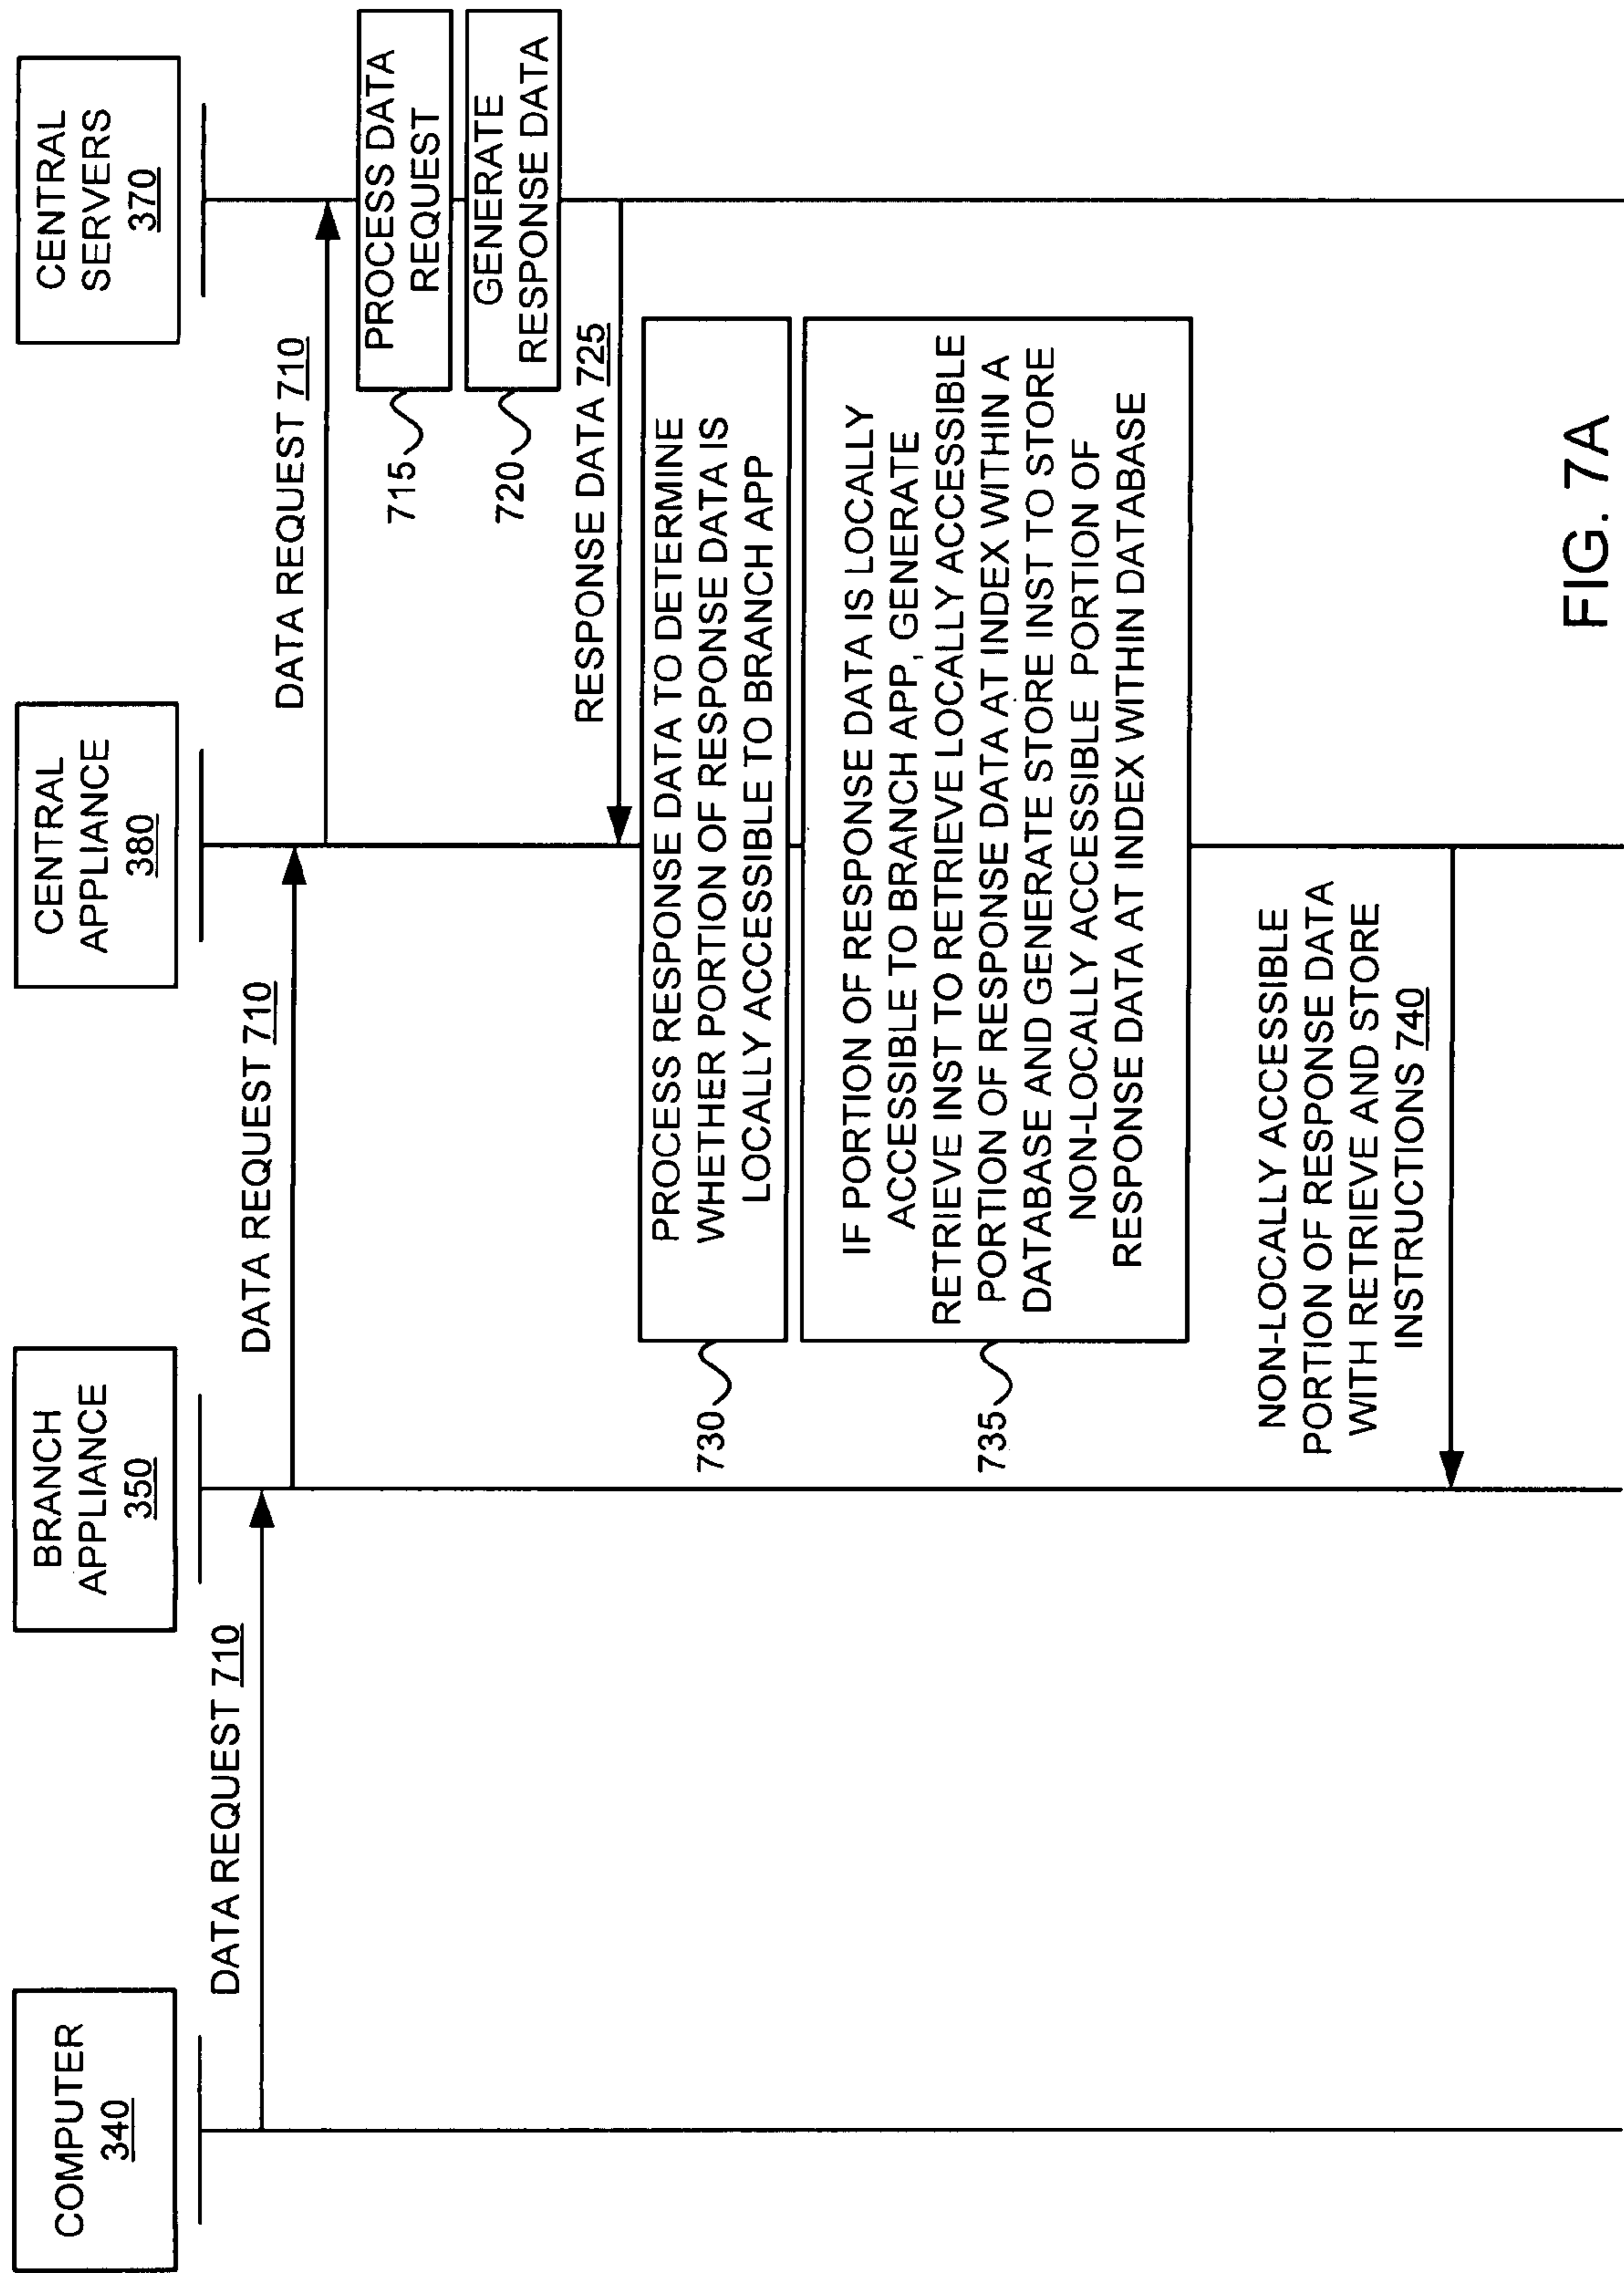 COMPUTER
340
BRANCH
APPLIANCE
350
CENTRAL
APPLIANCE
380
CENTRAL
SERVERS
370
DATA REQUEST 710
DATA REQUEST 710
DATA REQUEST 710
715
PROCESS DATA
REQUEST
720
GENERATE
RESPONSE DATA
RESPONSE DATA 725
730
PROCESS RESPONSE DATA TO DETERMINE
WHETHER PORTION OF RESPONSE DATA IS
LOCALLY ACCESSIBLE TO BRANCH APP
735
IF PORTION OF RESPONSE DATA IS LOCALLY
ACCESSIBLE TO BRANCH APP, GENERATE
RETRIEVE INST TO RETRIEVE LOCALLY ACCESSIBLE
PORTION OF RESPONSE DATA AT INDEX WITHIN A
DATABASE AND GENERATE STORE INST TO STORE
NON-LOCALLY ACCESSIBLE PORTION OF
RESPONSE DATA AT INDEX WITHIN DATABASE
NON-LOCALLY ACCESSIBLE
PORTION OF RESPONSE DATA
WITH RETRIEVE AND STORE
INSTRUCTIONS 740
FIG. 7A